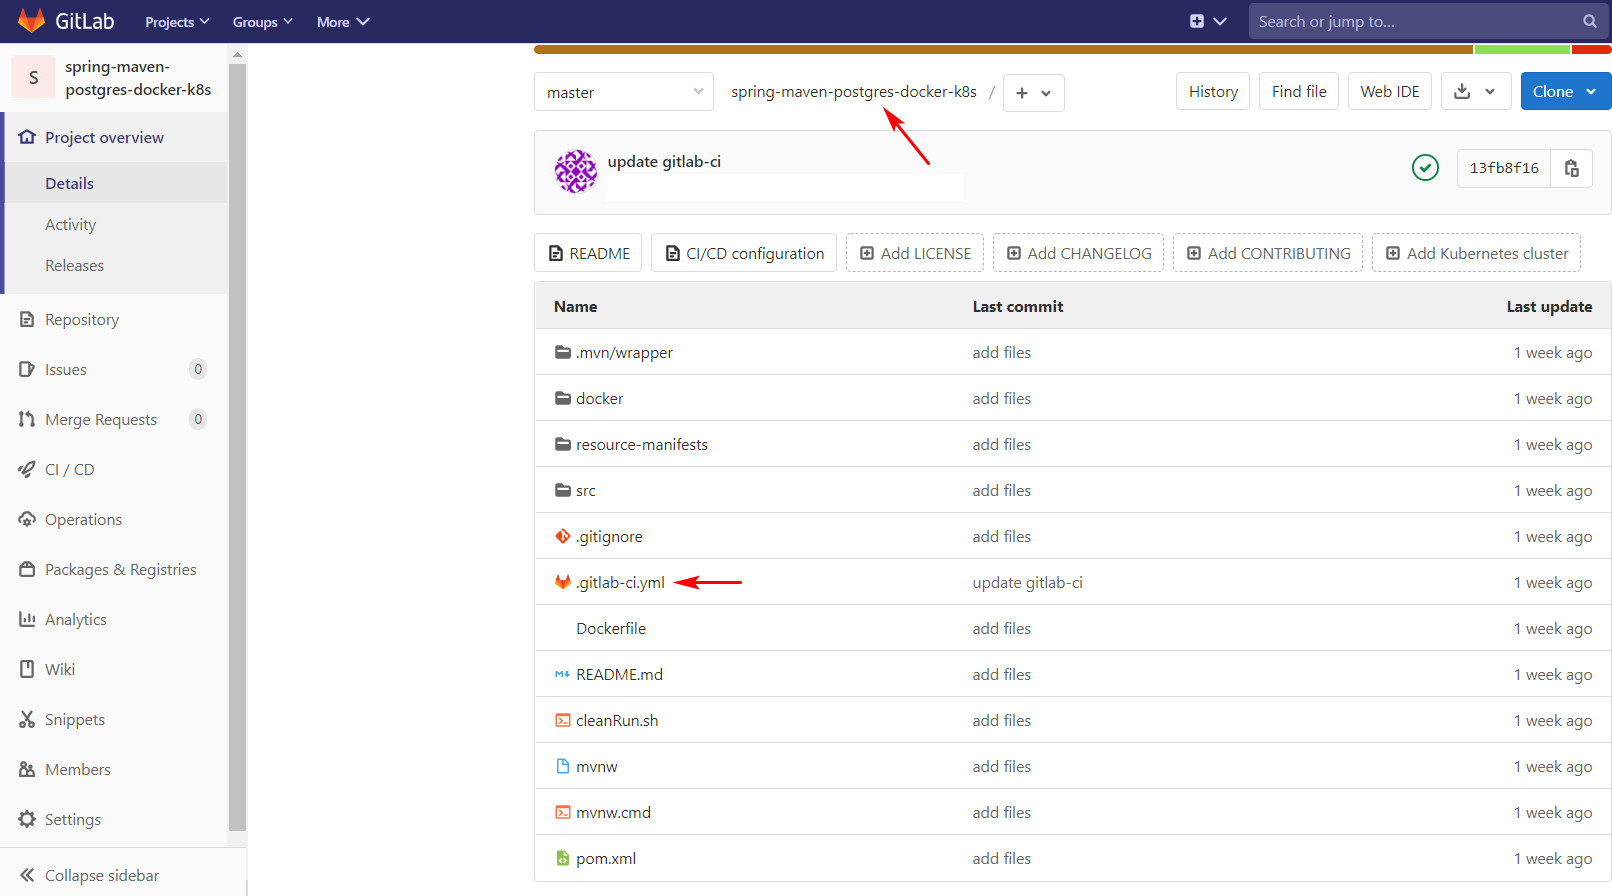 GitLab Projects Groups More Search or jump to...
S spring-maven-postgres-docker-k8s
Project overview
Details
Activity
Releases
Repository
Issues 0
Merge Requests 0
CI / CD
Operations
Packages & Registries
Analytics
Wiki
Snippets
Members
Settings
Collapse sidebar
master spring-maven-postgres-docker-k8s / + History Find file Web IDE Clone
update gitlab-ci 13fb8f16
README CI/CD configuration Add LICENSE Add CHANGELOG Add CONTRIBUTING Add Kubernetes cluster
Name Last commit Last update
.mvn/wrapper add files 1 week ago
docker add files 1 week ago
resource-manifests add files 1 week ago
src add files 1 week ago
.gitignore add files 1 week ago
.gitlab-ci.yml update gitlab-ci 1 week ago
Dockerfile add files 1 week ago
README.md add files 1 week ago
cleanRun.sh add files 1 week ago
mvnw add files 1 week ago
mvnw.cmd add files 1 week ago
pom.xml add files 1 week ago